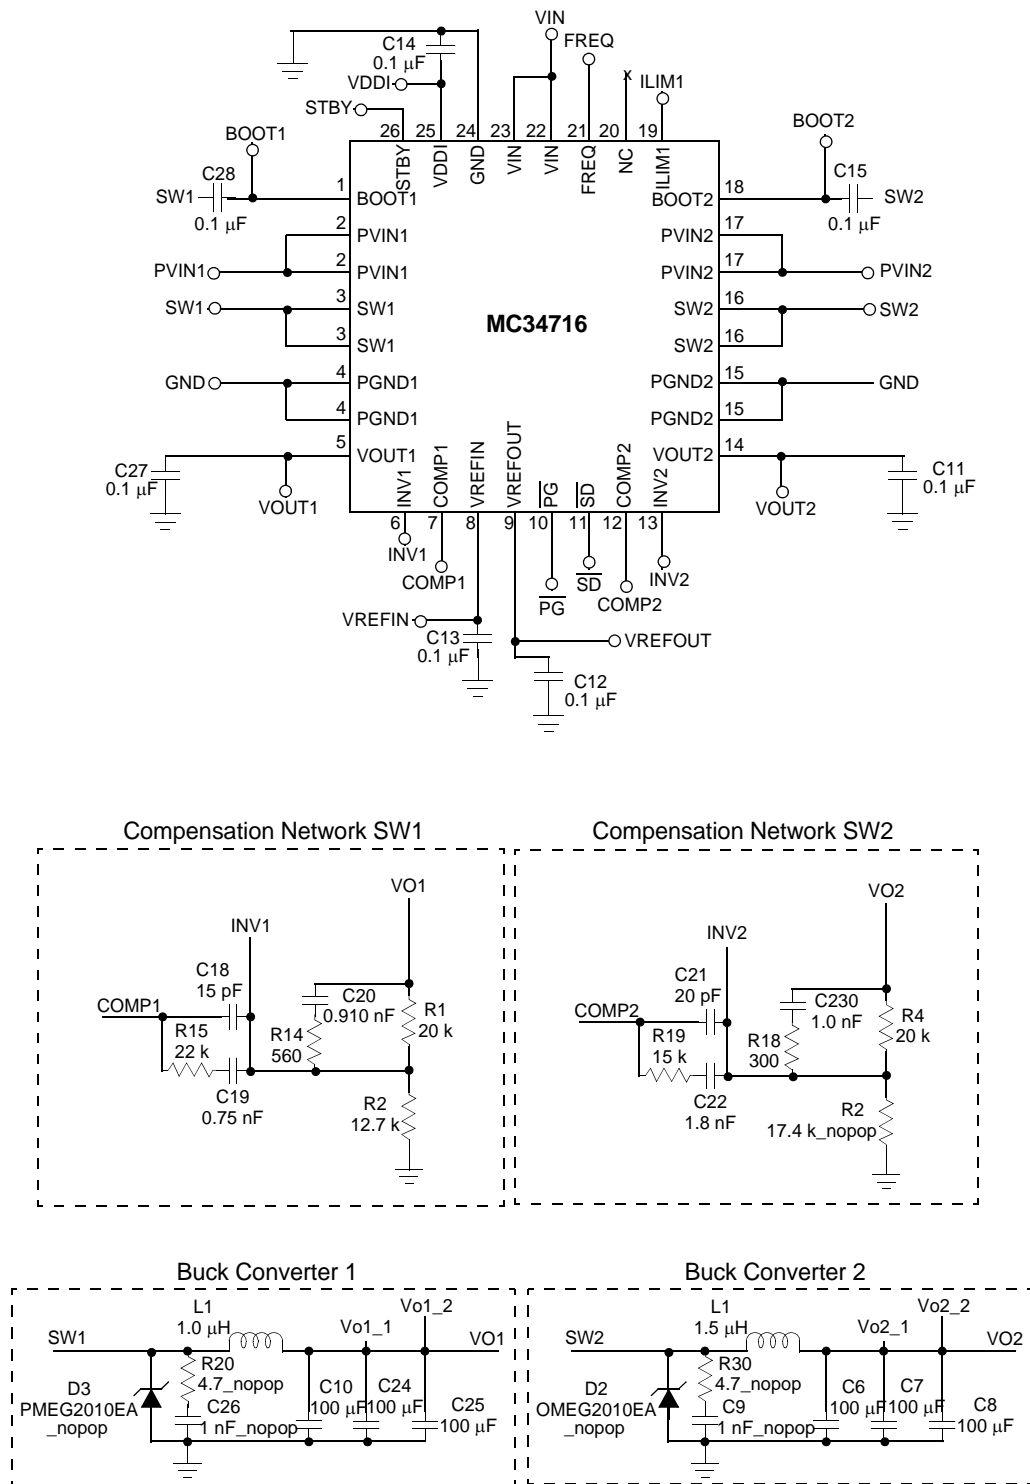 VIN
C14
0.1 μF
FREQ
VDDI
ILIM1
STBY
BOOT1
BOOT2
26 25 24 23 22 21 20 19
x
STBY
VDDI
GND
VIN
VIN
FREQ
NC
ILIM1
C28
SW1
0.1 μF
1
BOOT1
BOOT2
18
C15
SW2
0.1 μF
2
PVIN1
PVIN2
17
PVIN1
2
PVIN1
PVIN2
17
PVIN2
SW1
3
SW1
MC34716
SW2
16
SW2
3
SW1
SW2
16
GND
4
PGND1
PGND2
15
GND
4
PGND1
PGND2
15
5
VOUT1
VOUT2
14
C27
0.1 μF
VOUT1
VOUT2
C11
0.1 μF
INV1
COMP1
VREFIN
VREFOUT
PG
SD
COMP2
INV2
6 7 8 9 10 11 12 13
INV1
COMP1
PG
SD
COMP2
INV2
VREFIN
C13
0.1 μF
VREFOUT
C12
0.1 μF
Compensation Network SW1
VO1
INV1
C18
15 pF
COMP1
C20
0.910 nF
R1
20 k
R15
22 k
R14
560
C19
0.75 nF
R2
12.7 k
Compensation Network SW2
VO2
INV2
C21
20 pF
COMP2
C230
1.0 nF
R4
20 k
R19
15 k
R18
300
C22
1.8 nF
R2
17.4 k_nopop
Buck Converter 1
L1
1.0 μH
Vo1_2
SW1
Vo1_1
VO1
R20
4.7_nopop
D3
PMEG2010EA
_nopop
C26
1 nF_nopop
C10
100 μF
C24
100 μF
C25
100 μF
Buck Converter 2
L1
1.5 μH
Vo2_2
SW2
Vo2_1
VO2
R30
4.7_nopop
D2
OMEG2010EA
_nopop
C9
1 nF_nopop
C6
100 μF
C7
100 μF
C8
100 μF